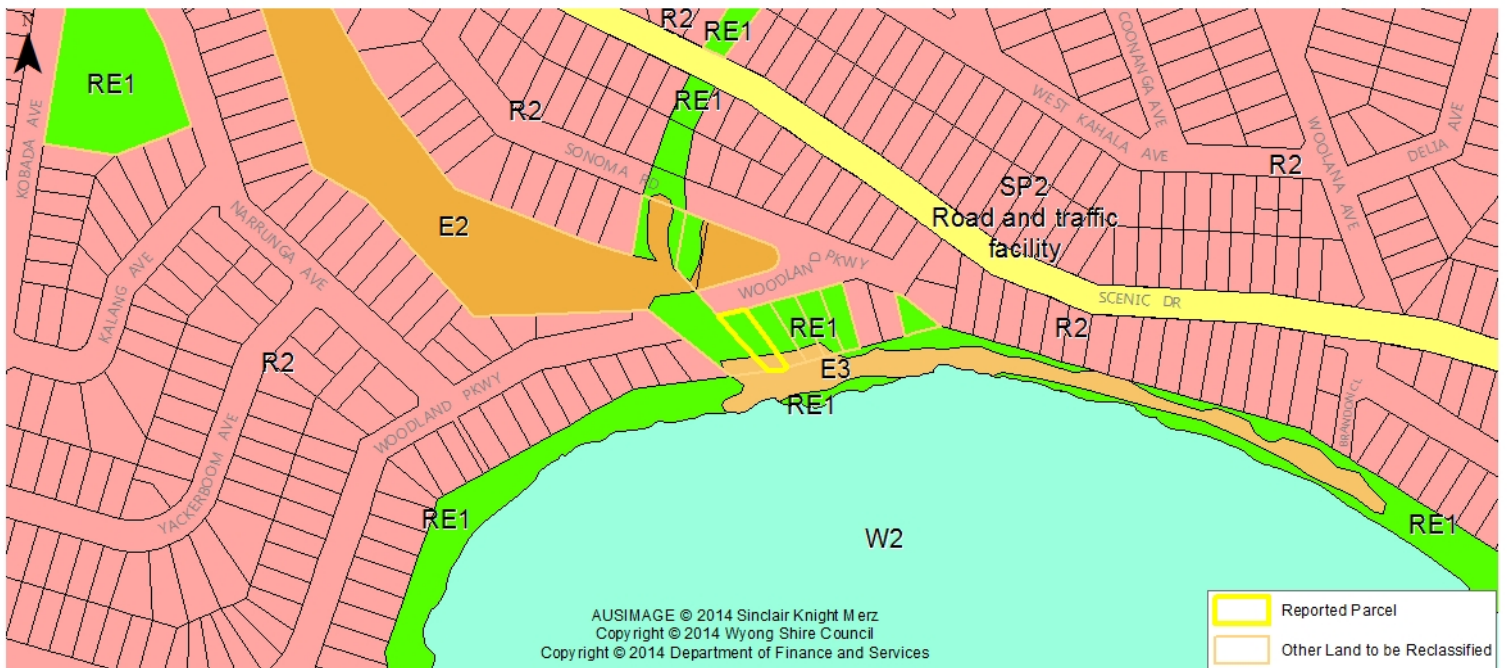 N
R2
RE1
COONANGA AVE
RE1
RE1
WEST KAHALA AVE
KOBADA AVE
R2
WOOLANA AVE
DELIA AVE
SONOMA RD
R2
SP2
Road and traffic
facility
E2
NARRUNGA AVE
KALANG AVE
WOODLAND PKWY
SCENIC DR
RE1
R2
R2
E3
RE1
WOODLAND PKWY
BRANDON CL
YACKERBOOM AVE
RE1
RE1
W2
AUSIMAGE © 2014 Sinclair Knight Merz
Copyright © 2014 Wyong Shire Council
Copyright © 2014 Department of Finance and Services
Reported Parcel
Other Land to be Reclassified